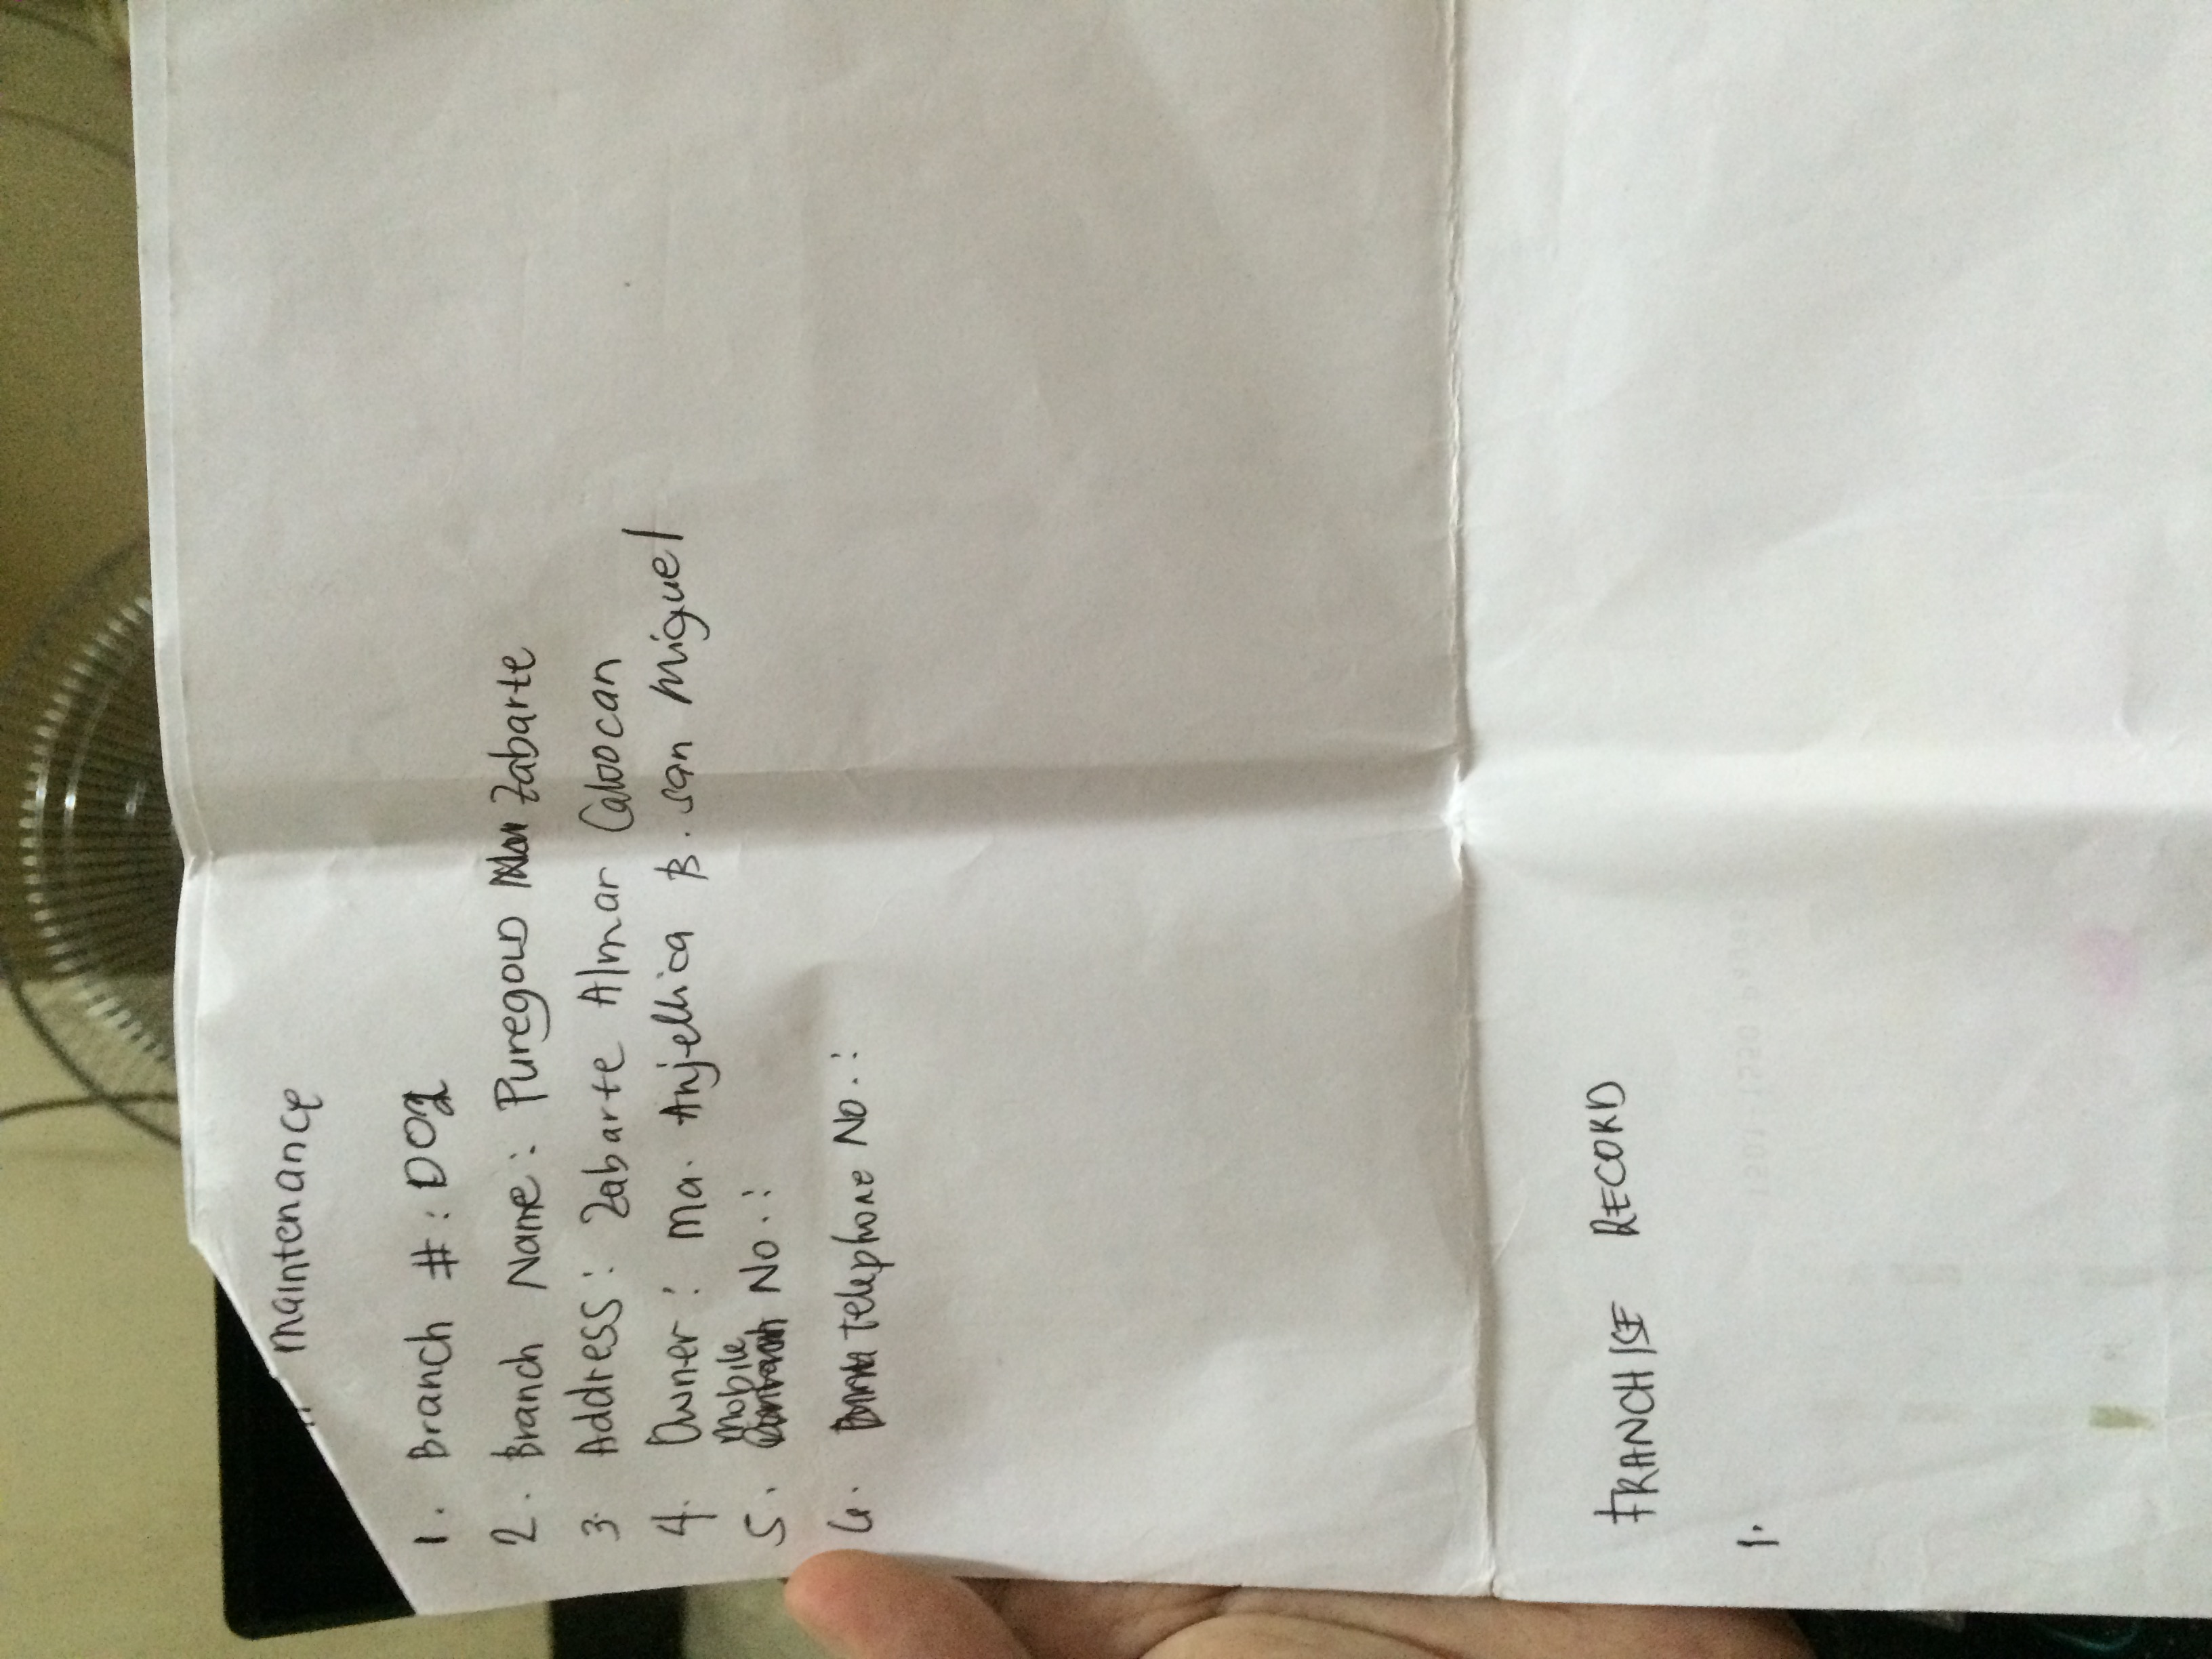 maintenance
1. Branch #: D02
2. Branch Name: Puregold Zabarte
3. Address: Zabarte Almar Caloocan
4. Owner: Ma. Anjellica B. San Miguel
Mobile
5. No.:
6. telephone No.:
FRANCHISE RECORD
1.